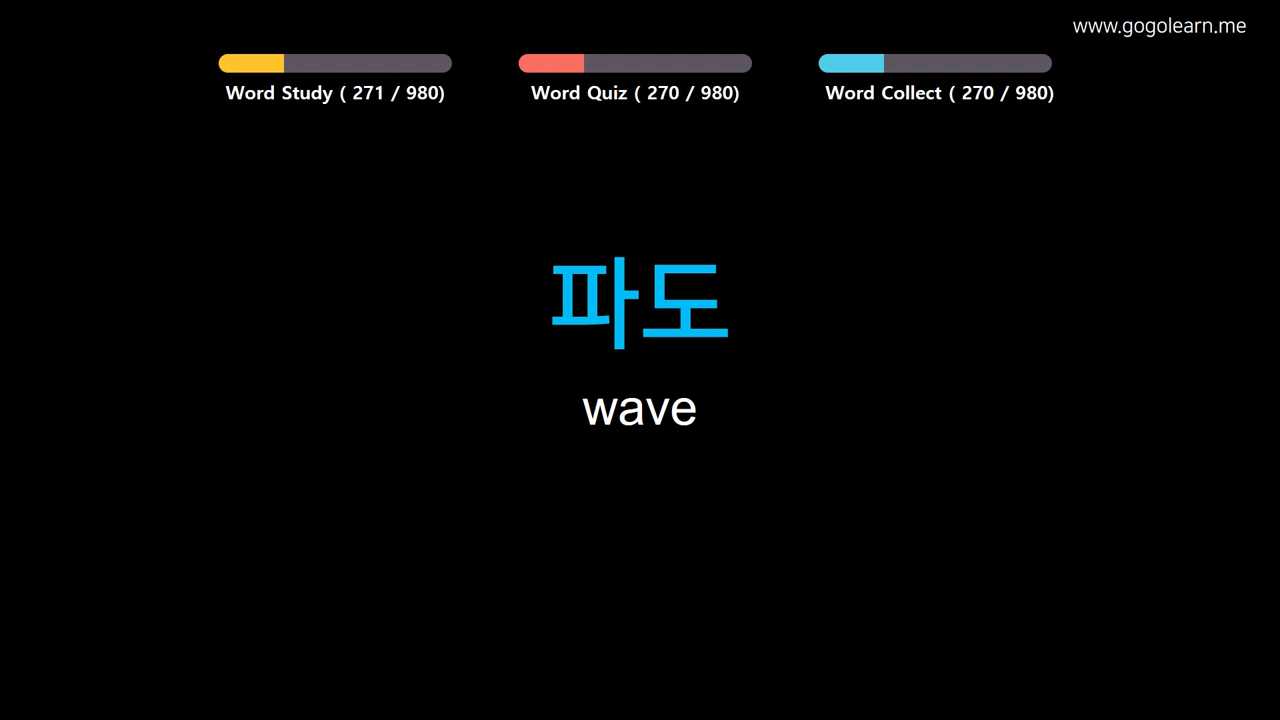 www.gogolearn.me
Word Study ( 271 / 980)
Word Quiz ( 270 / 980)
Word Collect ( 270 / 980)
파도
wave